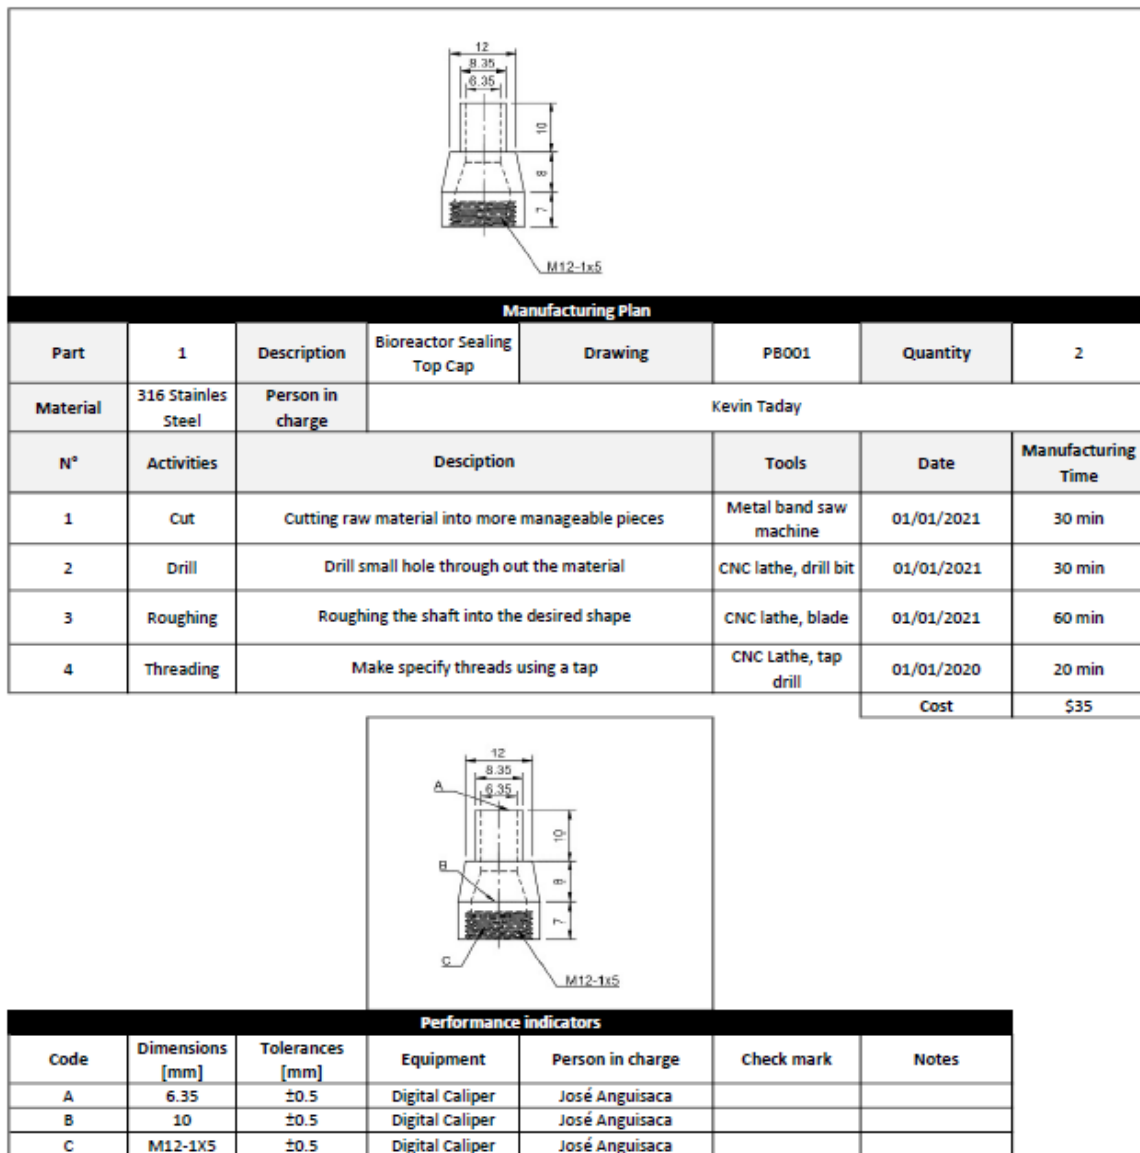 12
8.35
6.35
10
8
7
M12-1x5
Manufacturing Plan
Part 1 Description Bioreactor Sealing Top Cap Drawing PB001 Quantity 2
Material 316 Stainles Steel Person in charge Kevin Taday
N° Activities Desciption Tools Date Manufacturing Time
1 Cut Cutting raw material into more manageable pieces Metal band saw machine 01/01/2021 30 min
2 Drill Drill small hole through out the material CNC lathe, drill bit 01/01/2021 30 min
3 Roughing Roughing the shaft into the desired shape CNC lathe, blade 01/01/2021 60 min
4 Threading Make specify threads using a tap CNC Lathe, tap drill 01/01/2020 20 min
Cost $35
12
8.35
6.35
A
10
B
8
7
C
M12-1x5
Performance indicators
Code Dimensions [mm] Tolerances [mm] Equipment Person in charge Check mark Notes
A 6.35 ±0.5 Digital Caliper José Anguisaca
B 10 ±0.5 Digital Caliper José Anguisaca
C M12-1X5 ±0.5 Digital Caliper José Anguisaca